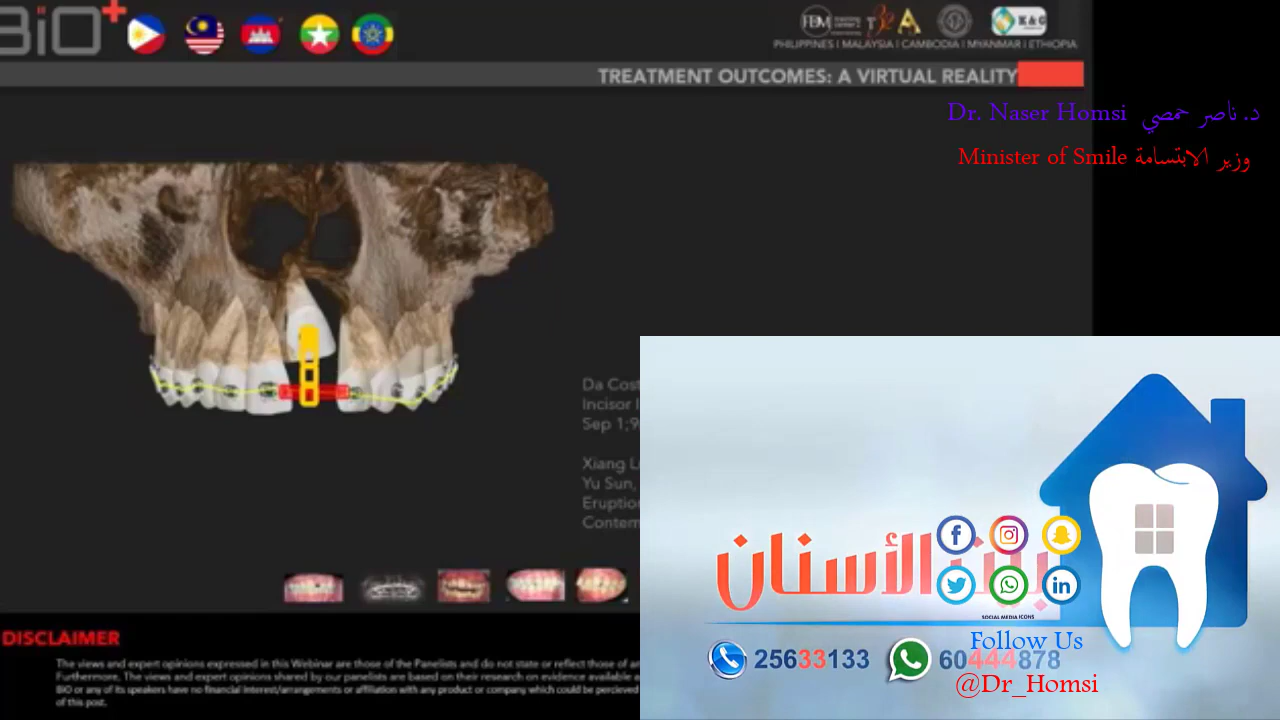 BiO+
FBM
K&G
PHILIPPINES | MALAYSIA | CAMBODIA | MYANMAR | ETHIOPIA
TREATMENT OUTCOMES: A VIRTUAL REALITY
Dr. Naser Homsi د. ناصر حمصي
Minister of Smile وزير الابتسامة
Da Cost
Incisor I
Sep 1;9
Xiang L
Yu Sun,
Eruption
Contem
الأسنان
SOCIAL MEDIA ICONS
25633133
60444878
Follow Us
@Dr_Homsi
DISCLAIMER
The views and expert opinions expressed in this Webinar are those of the Panelists and do not state or reflect those of
Furthermore. The views and expert opinions shared by our panelists are based on their research on evidence available
BiO or any of its speakers have no financial interest/arrangements or affiliation with any product or company which could be percieved
of this post.